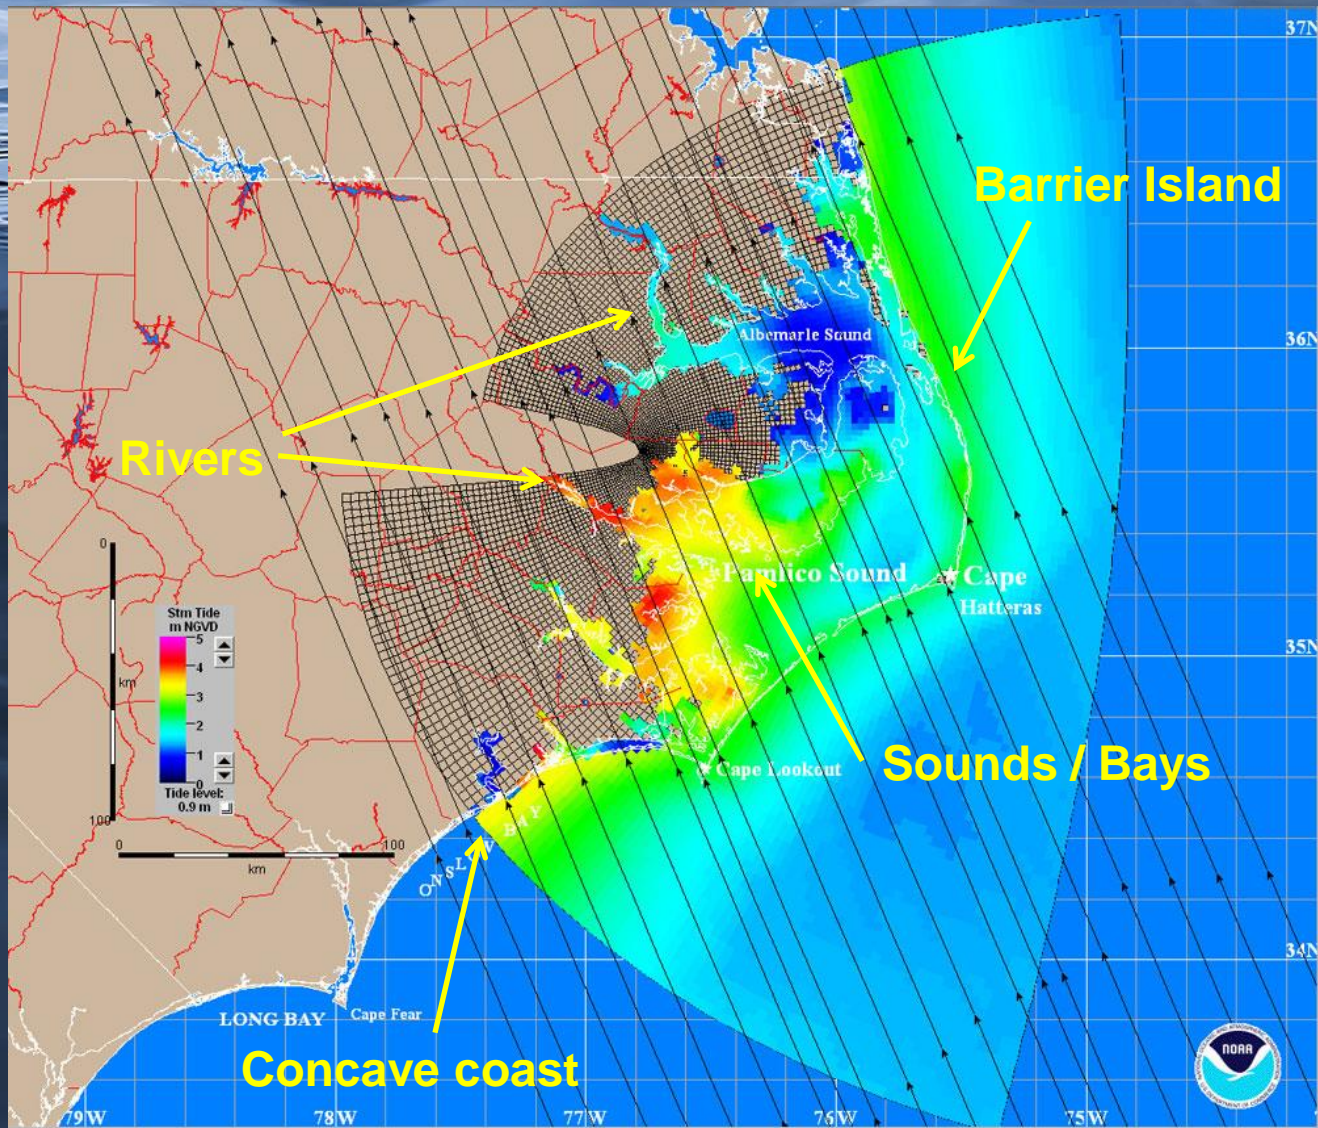 37N
Barrier Island
Albemarle Sound
36N
Rivers
0
Pamlico Sound
Cape
Hatteras
Strm Tide
m NGVD
5
4
3
2
1
0
km
Tide level:
0.9 m
100
0
100
km
35N
Cape Lookout
Sounds / Bays
ONSLOW BAY
34N
LONG BAY
Cape Fear
NOAA
Concave coast
79W
78W
77W
76W
75W